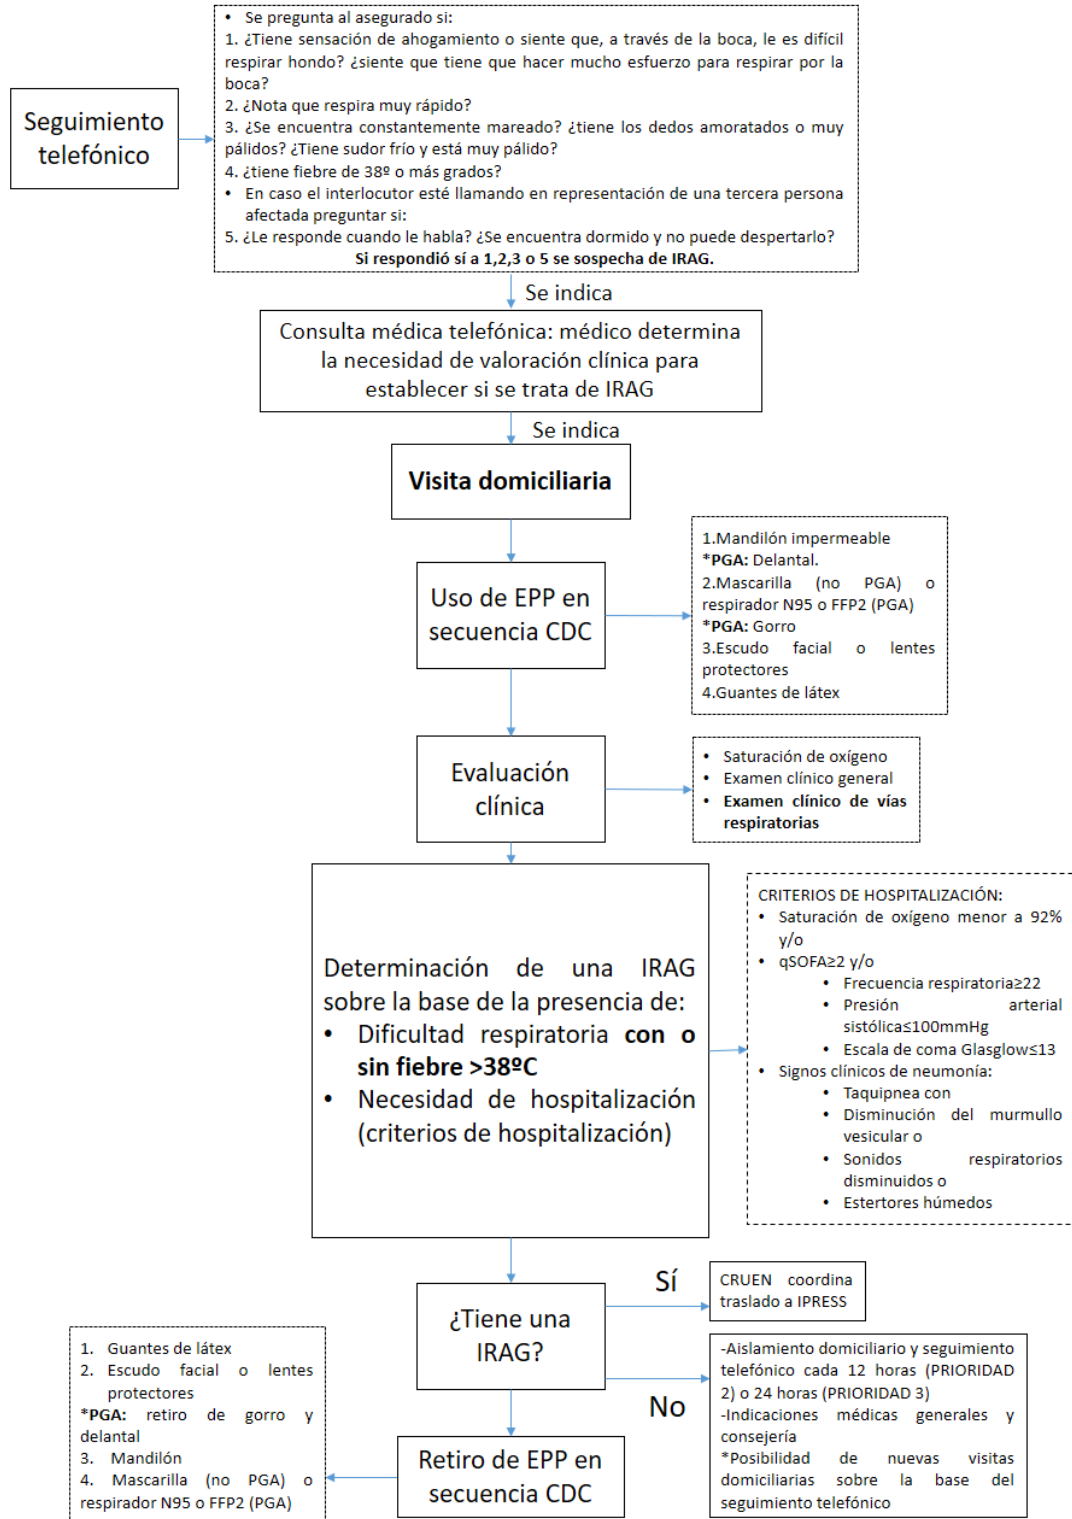 • Se pregunta al asegurado si:
1. ¿Tiene sensación de ahogamiento o siente que, a través de la boca, le es difícil
respirar hondo? ¿siente que tiene que hacer mucho esfuerzo para respirar por la
boca?
2. ¿Nota que respira muy rápido?
3. ¿Se encuentra constantemente mareado? ¿tiene los dedos amoratados o muy
pálidos? ¿Tiene sudor frío y está muy pálido?
4. ¿tiene fiebre de 38º o más grados?
• En caso el interlocutor esté llamando en representación de una tercera persona
afectada preguntar si:
5. ¿Le responde cuando le habla? ¿Se encuentra dormido y no puede despertarlo?
Si respondió sí a 1,2,3 o 5 se sospecha de IRAG.
Seguimiento
telefónico
Se indica
Consulta médica telefónica: médico determina
la necesidad de valoración clínica para
establecer si se trata de IRAG
Se indica
Visita domiciliaria
Uso de EPP en
secuencia CDC
1.Mandilón impermeable
*PGA: Delantal.
2.Mascarilla (no PGA) o
respirador N95 o FFP2 (PGA)
*PGA: Gorro
3.Escudo facial o lentes
protectores
4.Guantes de látex
Evaluación
clínica
• Saturación de oxígeno
• Examen clínico general
• Examen clínico de vías
respiratorias
Determinación de una IRAG
sobre la base de la presencia de:
• Dificultad respiratoria con o
sin fiebre >38ºC
• Necesidad de hospitalización
(criterios de hospitalización)
CRITERIOS DE HOSPITALIZACIÓN:
• Saturación de oxígeno menor a 92%
y/o
• qSOFA≥2 y/o
• Frecuencia respiratoria≥22
• Presión arterial
sistólica≤100mmHg
• Escala de coma Glasglow≤13
• Signos clínicos de neumonía:
• Taquipnea con
• Disminución del murmullo
vesicular o
• Sonidos respiratorios
disminuidos o
• Estertores húmedos
¿Tiene una
IRAG?
Sí
CRUEN coordina
traslado a IPRESS
No
-Aislamiento domiciliario y seguimiento
telefónico cada 12 horas (PRIORIDAD
2) o 24 horas (PRIORIDAD 3)
-Indicaciones médicas generales y
consejería
*Posibilidad de nuevas visitas
domiciliarias sobre la base del
seguimiento telefónico
Retiro de EPP en
secuencia CDC
1. Guantes de látex
2. Escudo facial o lentes
protectores
*PGA: retiro de gorro y
delantal
3. Mandilón
4. Mascarilla (no PGA) o
respirador N95 o FFP2 (PGA)